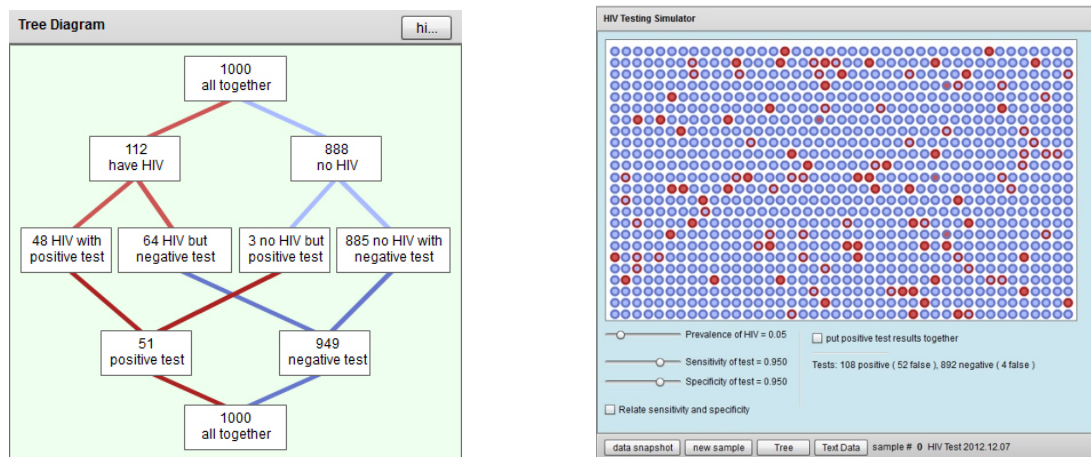 Tree Diagram
hi...
1000
all together
112
have HIV
888
no HIV
48 HIV with
positive test
64 HIV but
negative test
3 no HIV but
positive test
885 no HIV with
negative test
51
positive test
949
negative test
1000
all together
HIV Testing Simulator
Prevalence of HIV = 0.05
Sensitivity of test = 0.950
Specificity of test = 0.950
Relate sensitivity and specificity
put positive test results together
Tests: 108 positive ( 52 false ), 892 negative ( 4 false )
data snapshot new sample Tree Text Data sample # 0 HIV Test 2012.12.07